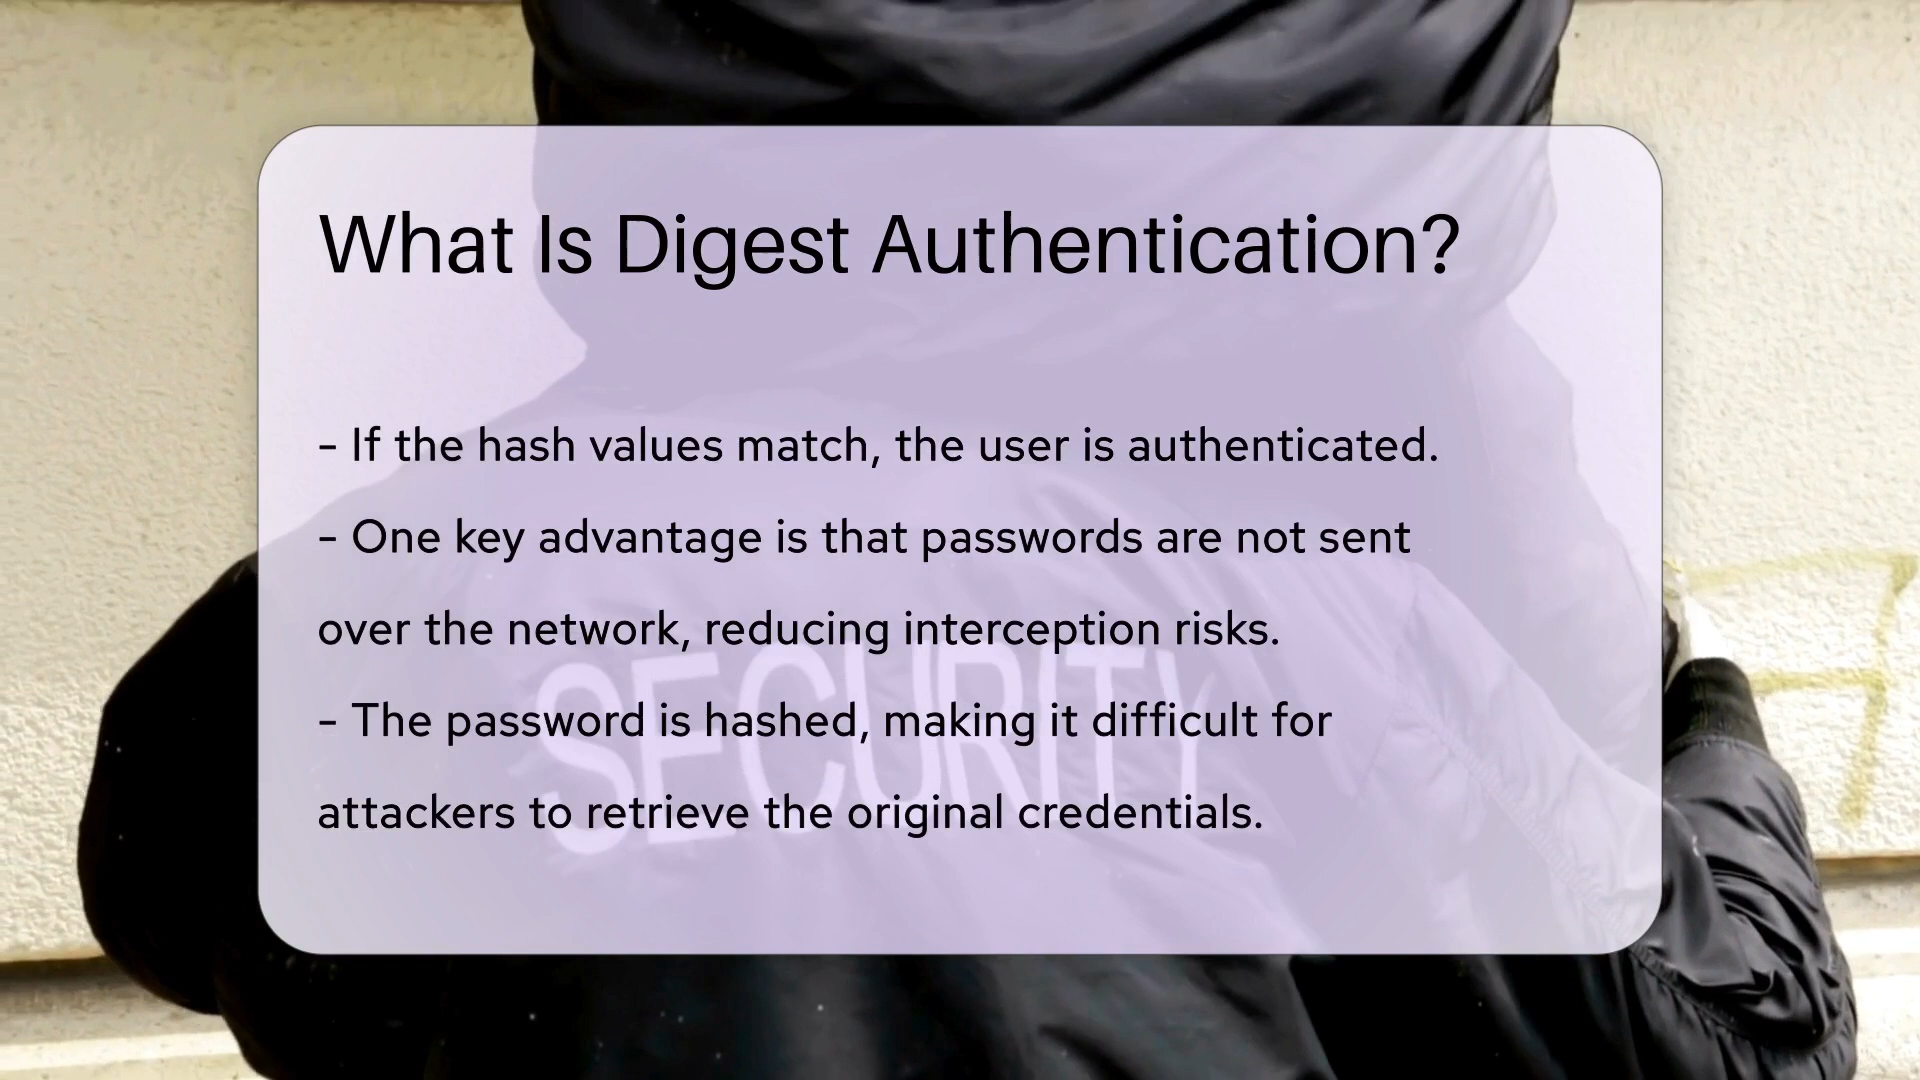 What Is Digest Authentication?
- If the hash values match, the user is authenticated.
- One key advantage is that passwords are not sent
over the network, reducing interception risks.
- The password is hashed, making it difficult for
attackers to retrieve the original credentials.
SECURITY